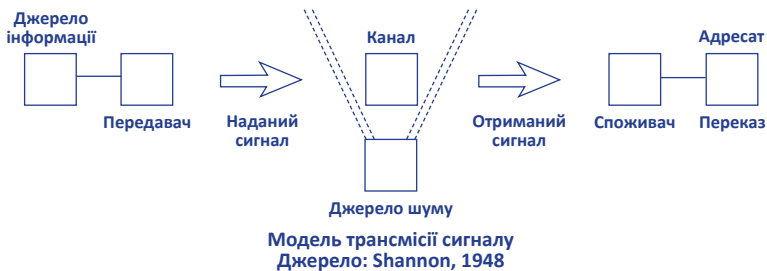 Джерело
інформації
Передавач
Наданий
сигнал
Канал
Джерело шуму
Отриманий
сигнал
Споживач
Адресат
Переказ
Модель трансмісії сигналу
Джерело: Shannon, 1948